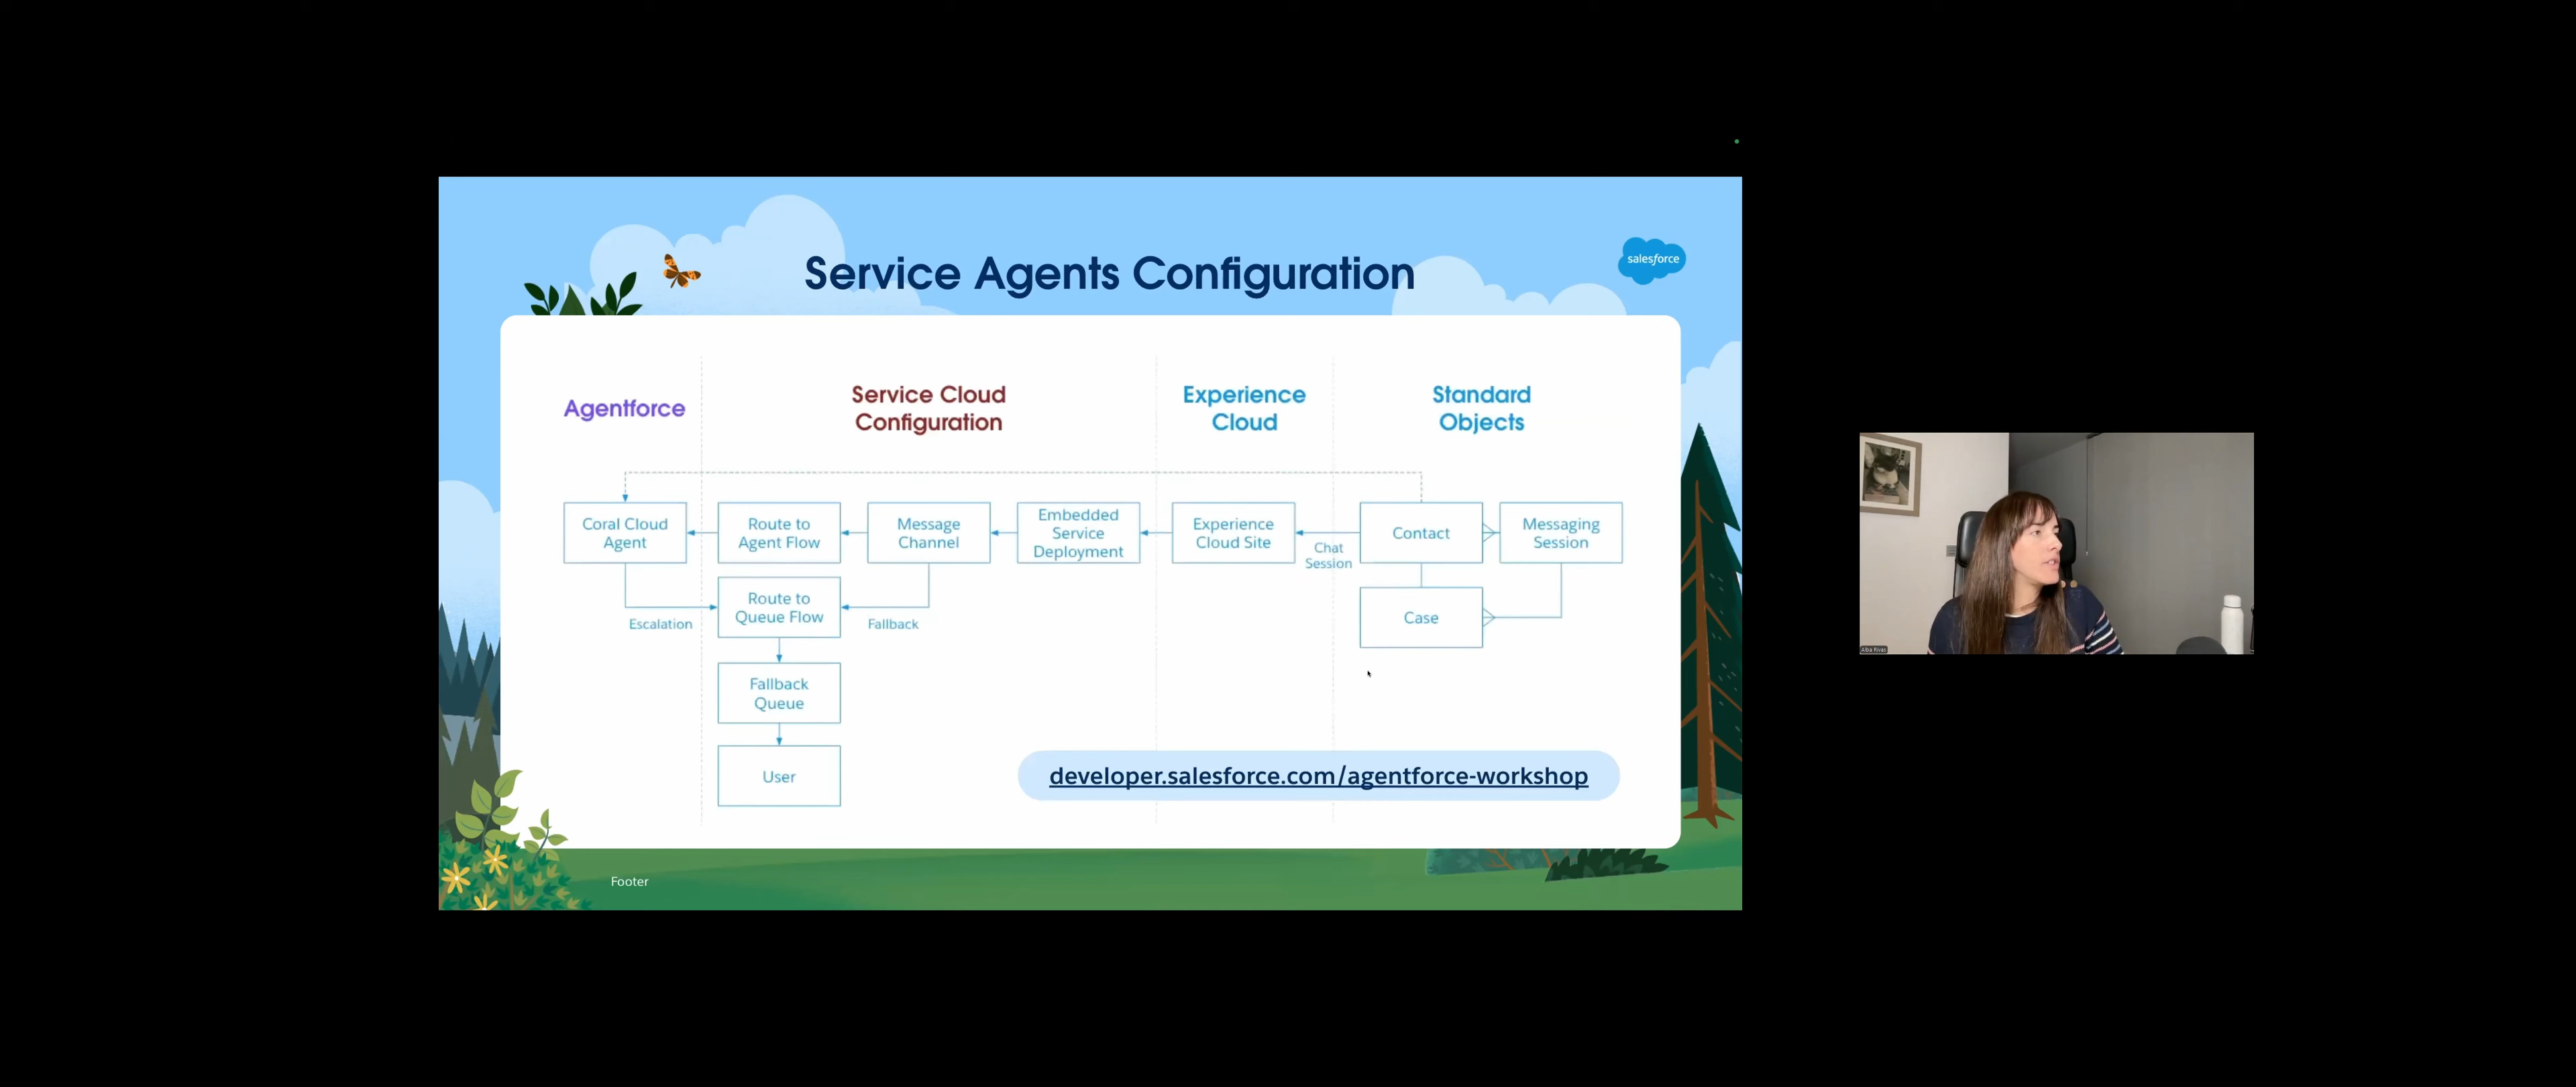 Service Agents Configuration
salesforce
Agentforce
Service Cloud
Configuration
Experience
Cloud
Standard
Objects
Coral Cloud
Agent
Route to
Agent Flow
Message
Channel
Embedded
Service
Deployment
Experience
Cloud Site
Chat
Session
Contact
Messaging
Session
Route to
Queue Flow
Escalation
Fallback
Case
Fallback
Queue
User
developer.salesforce.com/agentforce-workshop
Footer
Alba Rivas